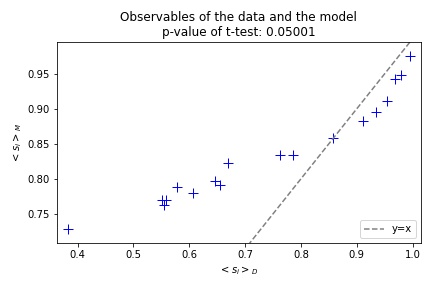 Observables of the data and the model
p-value of t-test: 0.05001
0.95
0.90
0.85
0.80
0.75
< s_i >_M
y=x
0.4 0.5 0.6 0.7 0.8 0.9 1.0
< s_i >_D